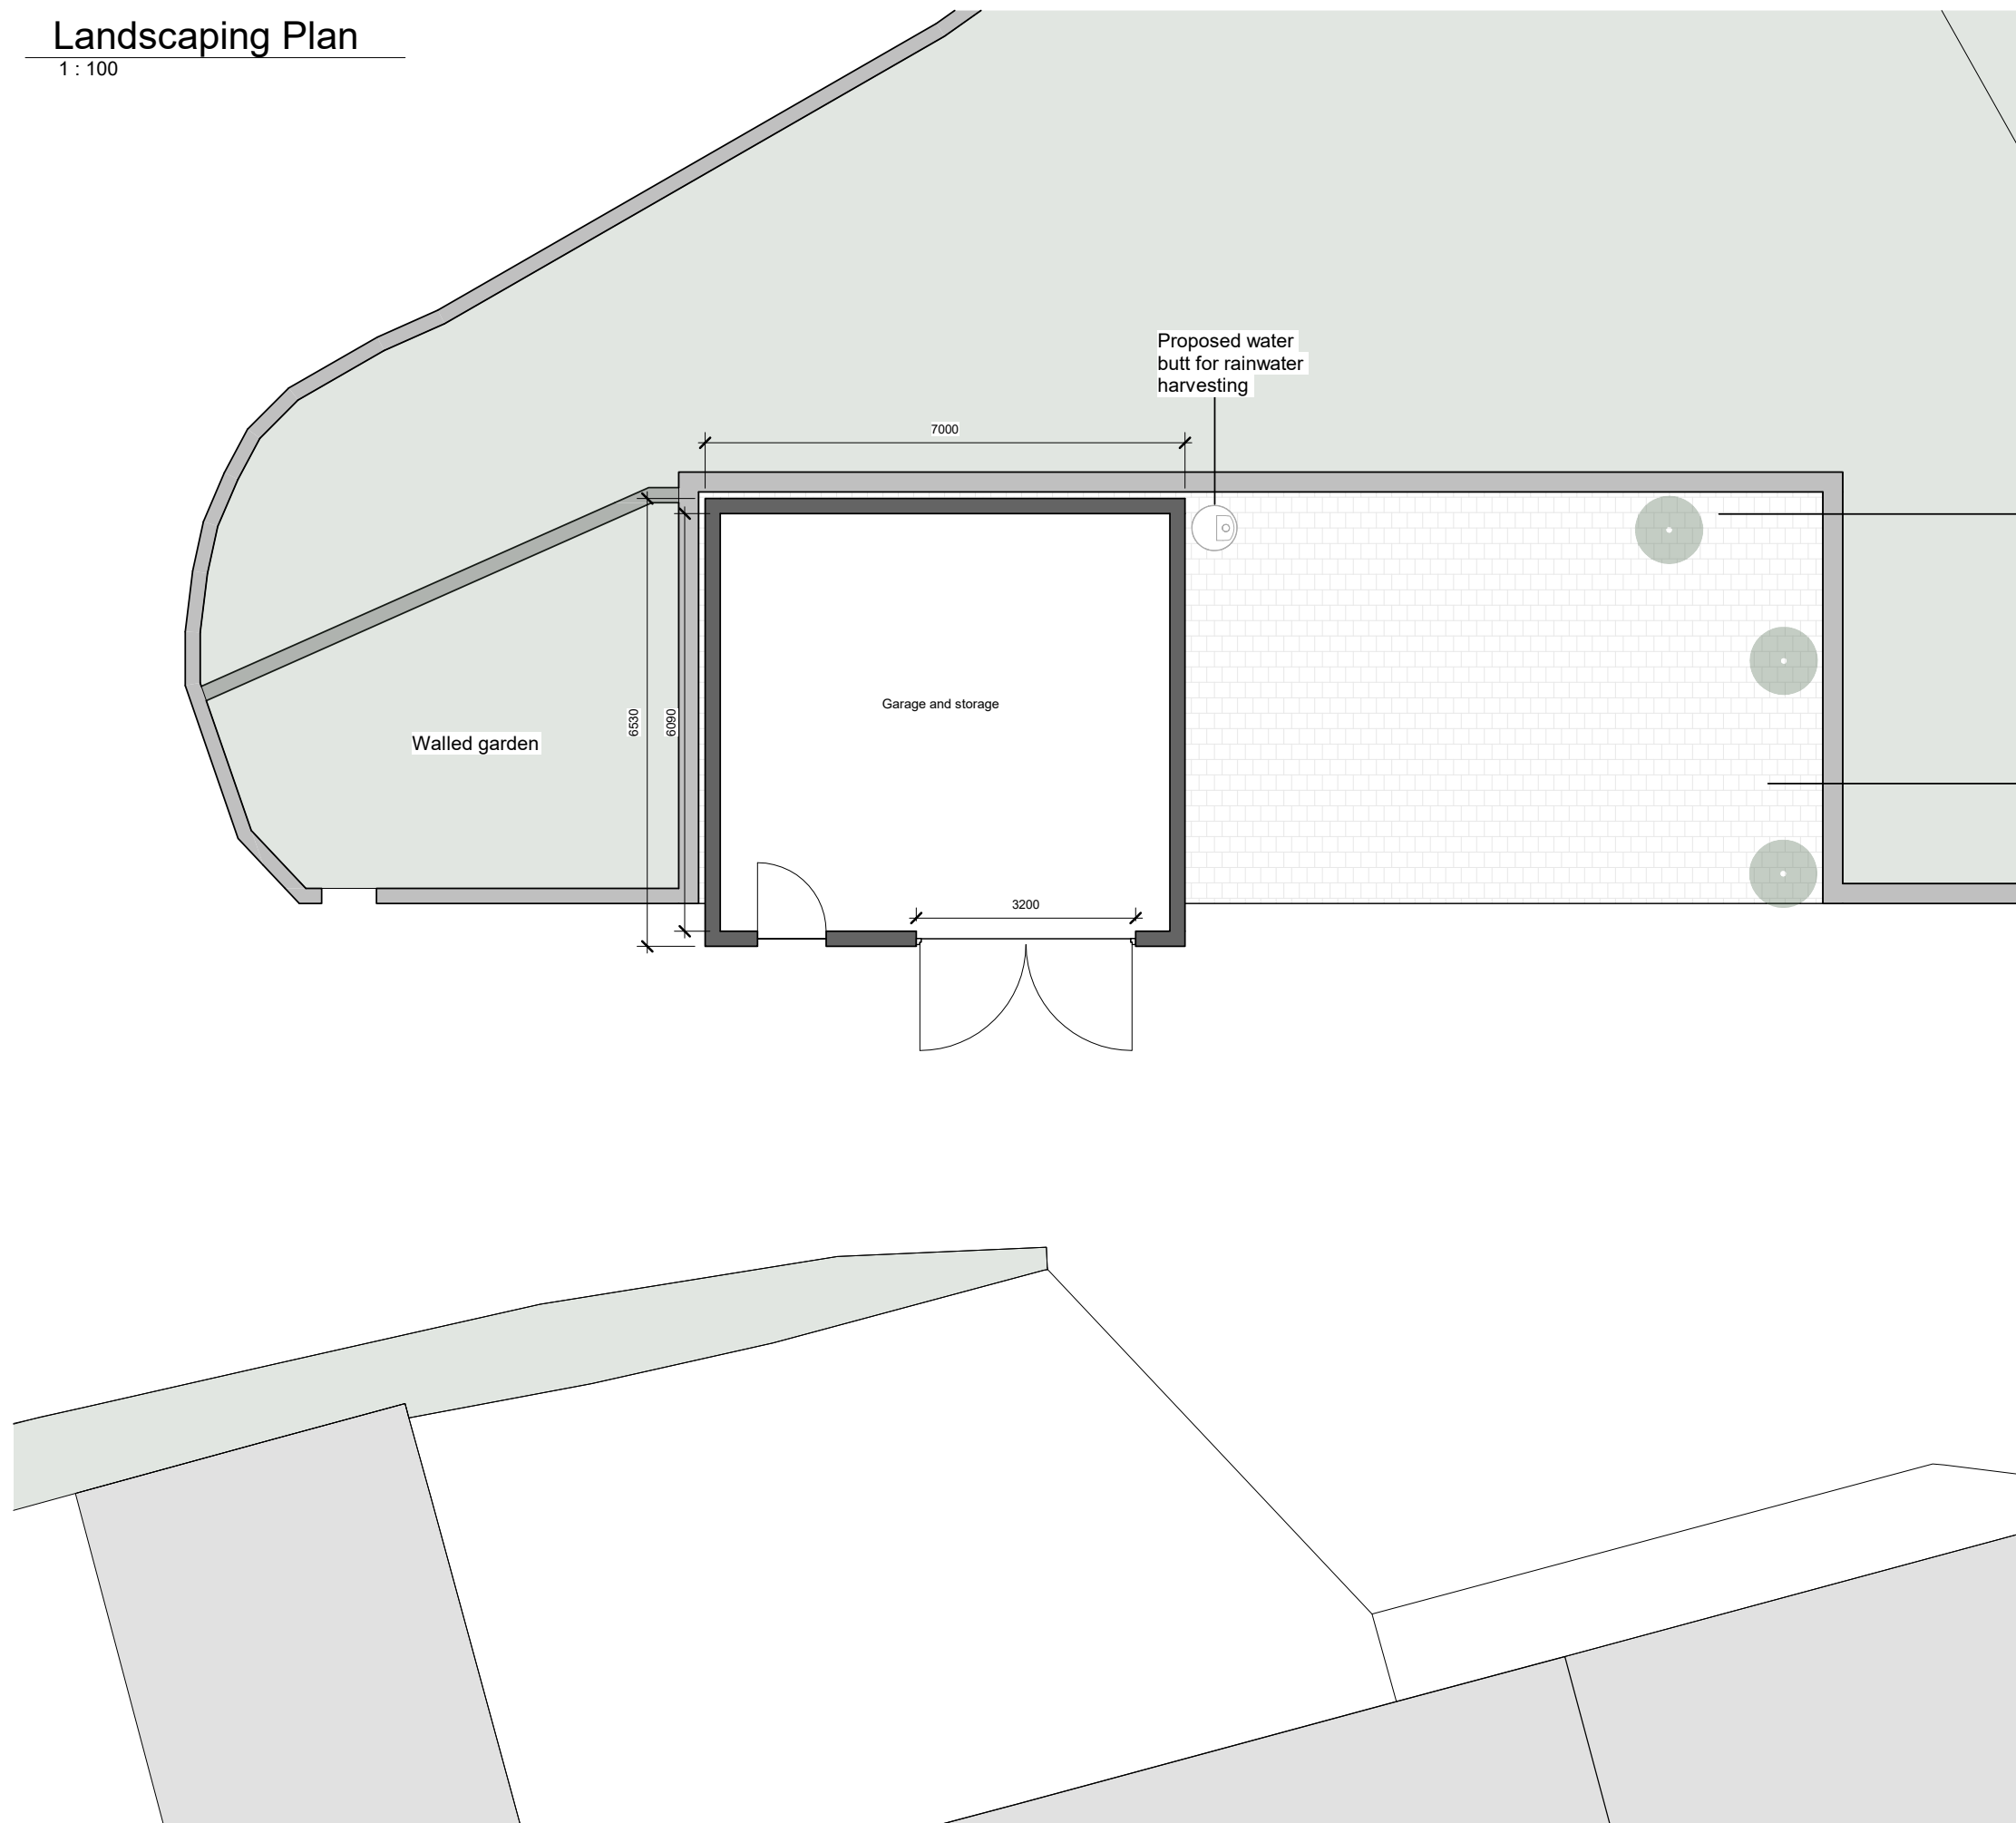 Landscaping Plan
1 : 100
Proposed water
butt for rainwater
harvesting
7000
Garage and storage
6530
6090
Walled garden
3200